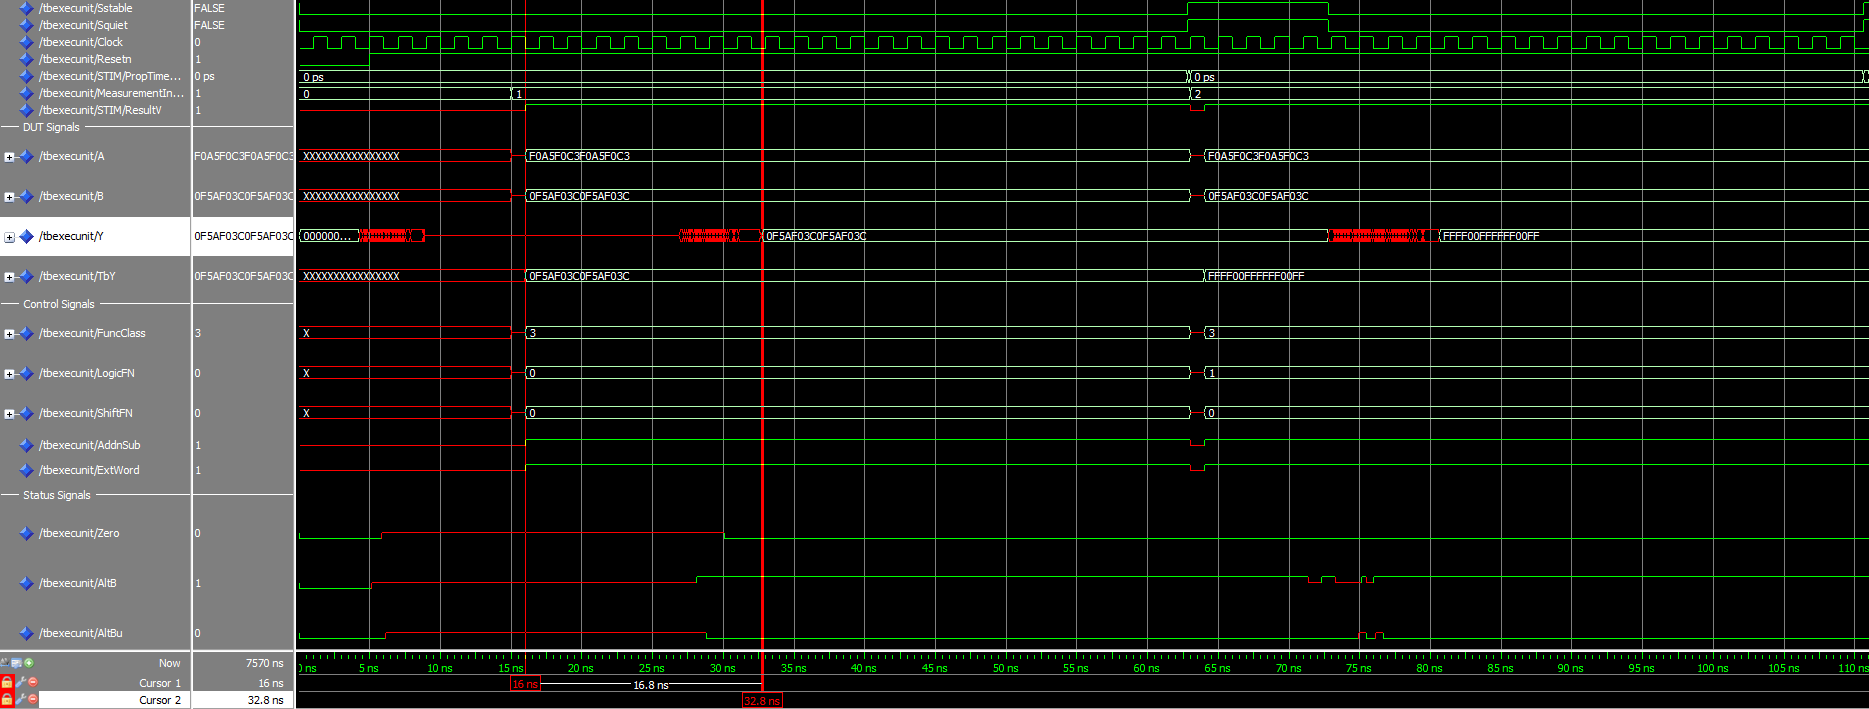 /tbexecunit/Sstable FALSE
/tbexecunit/Squiet FALSE
/tbexecunit/Clock 0
/tbexecunit/Resetn 1
/tbexecunit/STIM/PropTime... 0 ps 0 ps 0 ps
/tbexecunit/MeasurementIn... 1 0 1 2
/tbexecunit/STIM/ResultV 1
DUT Signals
/tbexecunit/A F0A5F0C3F0A5F0C3 XXXXXXXXXXXXXXXX F0A5F0C3F0A5F0C3 F0A5F0C3F0A5F0C3
/tbexecunit/B 0F5AF03C0F5AF03C XXXXXXXXXXXXXXXX 0F5AF03C0F5AF03C 0F5AF03C0F5AF03C
/tbexecunit/Y 0F5AF03C0F5AF03C 000000... 0F5AF03C0F5AF03C FFFF00FFFFFF00FF
/tbexecunit/TbY 0F5AF03C0F5AF03C XXXXXXXXXXXXXXXX 0F5AF03C0F5AF03C FFFF00FFFFFF00FF
Control Signals
/tbexecunit/FuncClass 3 X 3 3
/tbexecunit/LogicFN 0 X 0 1
/tbexecunit/ShiftFN 0 X 0 0
/tbexecunit/AddnSub 1
/tbexecunit/ExtWord 1
Status Signals
/tbexecunit/Zero 0
/tbexecunit/AltB 1
/tbexecunit/AltBu 0
Now 7570 ns 5 ns 10 ns 15 ns 20 ns 25 ns 30 ns 35 ns 40 ns 45 ns 50 ns 55 ns 60 ns 65 ns 70 ns 75 ns 80 ns 85 ns 90 ns 95 ns 100 ns 105 ns 110 ns
Cursor 1 16 ns 16 ns 16.8 ns
Cursor 2 32.8 ns 32.8 ns